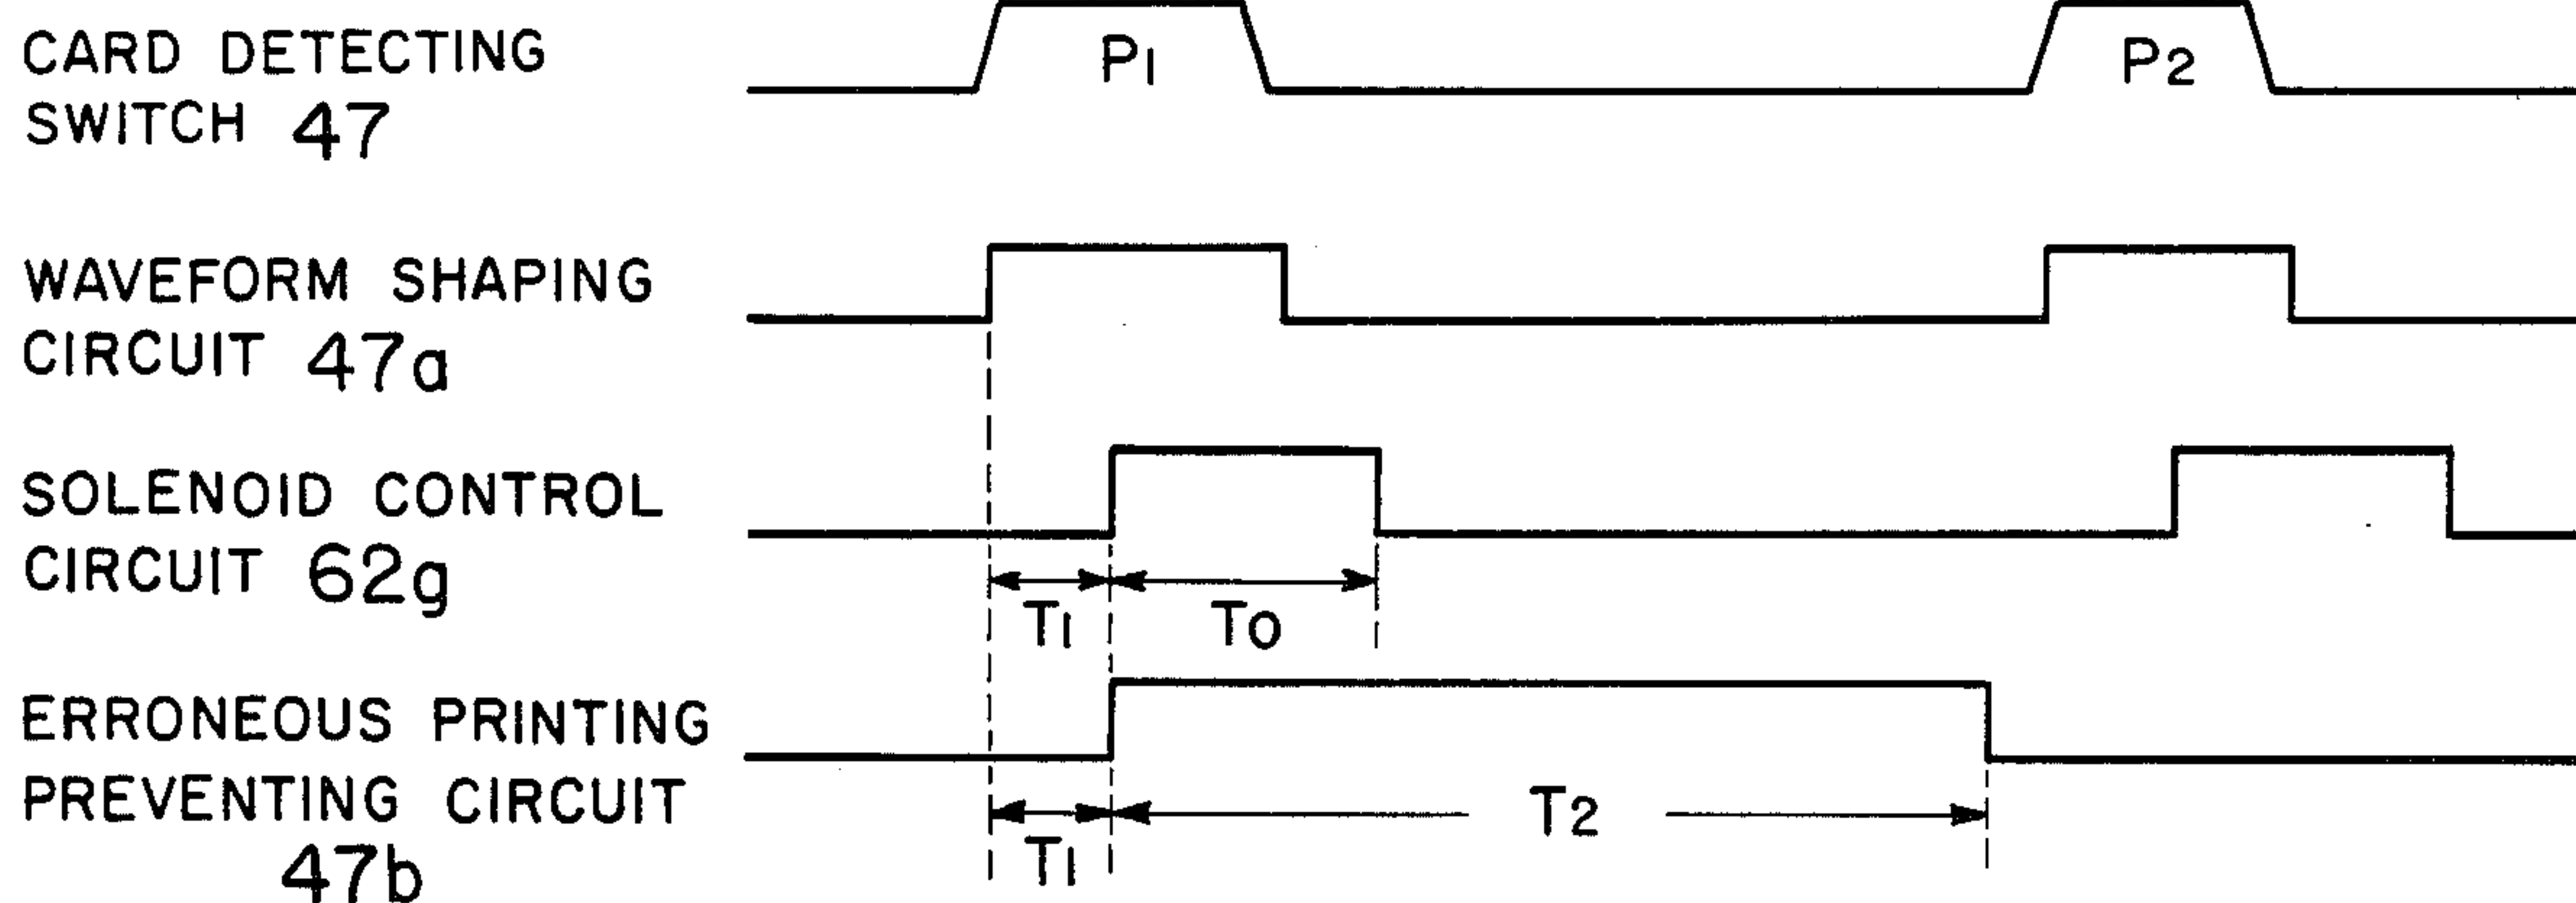 CARD DETECTING
SWITCH 47
P1
P2
WAVEFORM SHAPING
CIRCUIT 47a
SOLENOID CONTROL
CIRCUIT 62g
T1
To
ERRONEOUS PRINTING
PREVENTING CIRCUIT
47b
T1
T2